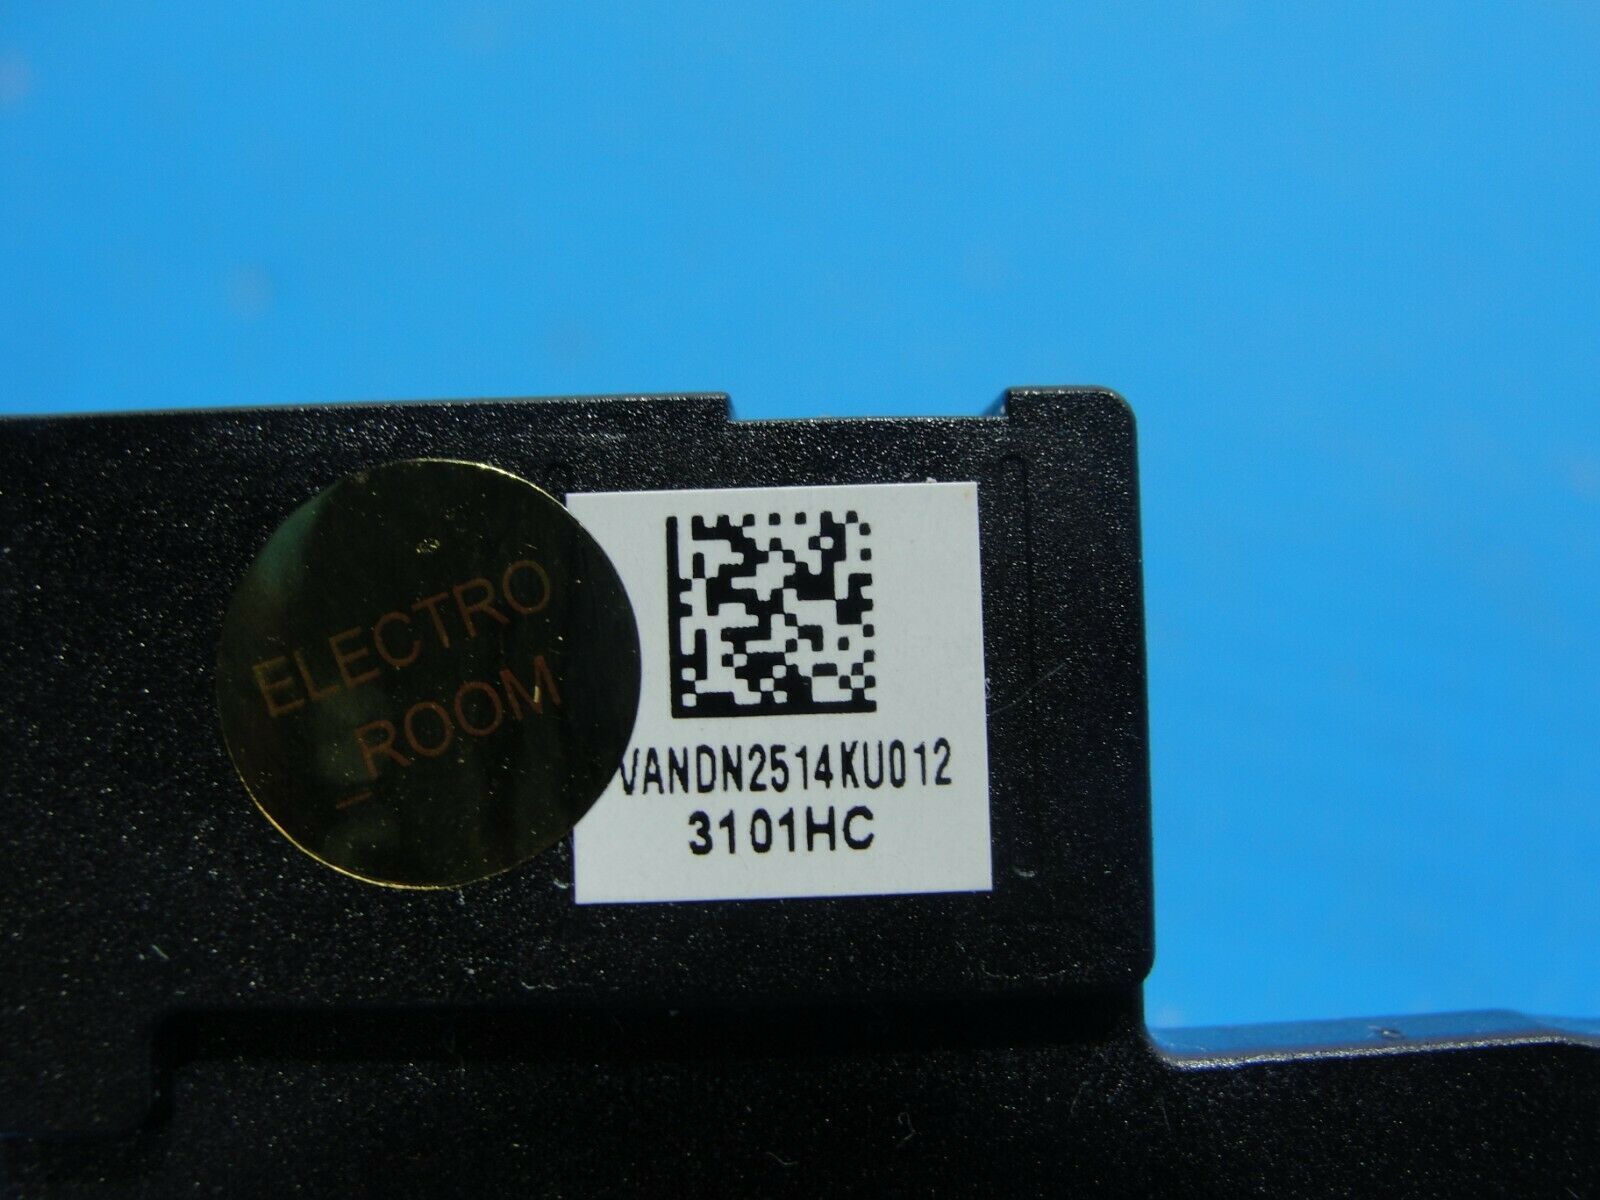 ELECTRO
_ROOM
VANDN2514KU012
3101HC